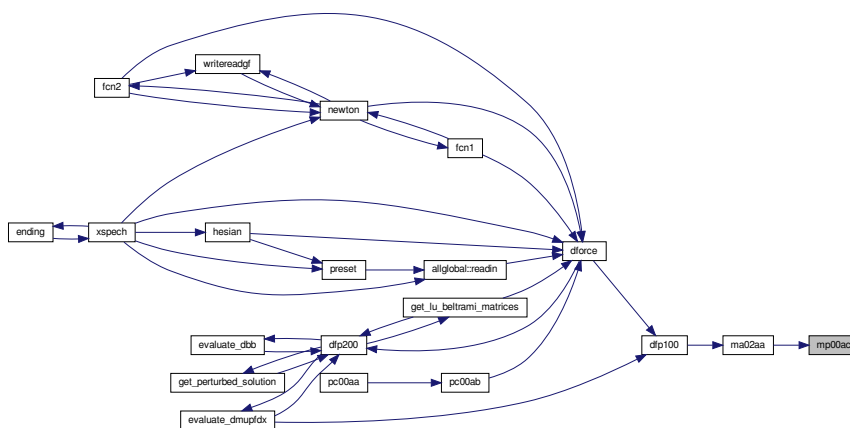 writereadgf
fcn2
newton
fcn1
ending
xspech
hesian
dforce
preset
allglobal::readin
get_lu_beltrami_matrices
evaluate_dbb
dfp200
dfp100
ma02aa
mp00ac
get_perturbed_solution
pc00aa
pc00ab
evaluate_dmupfdx